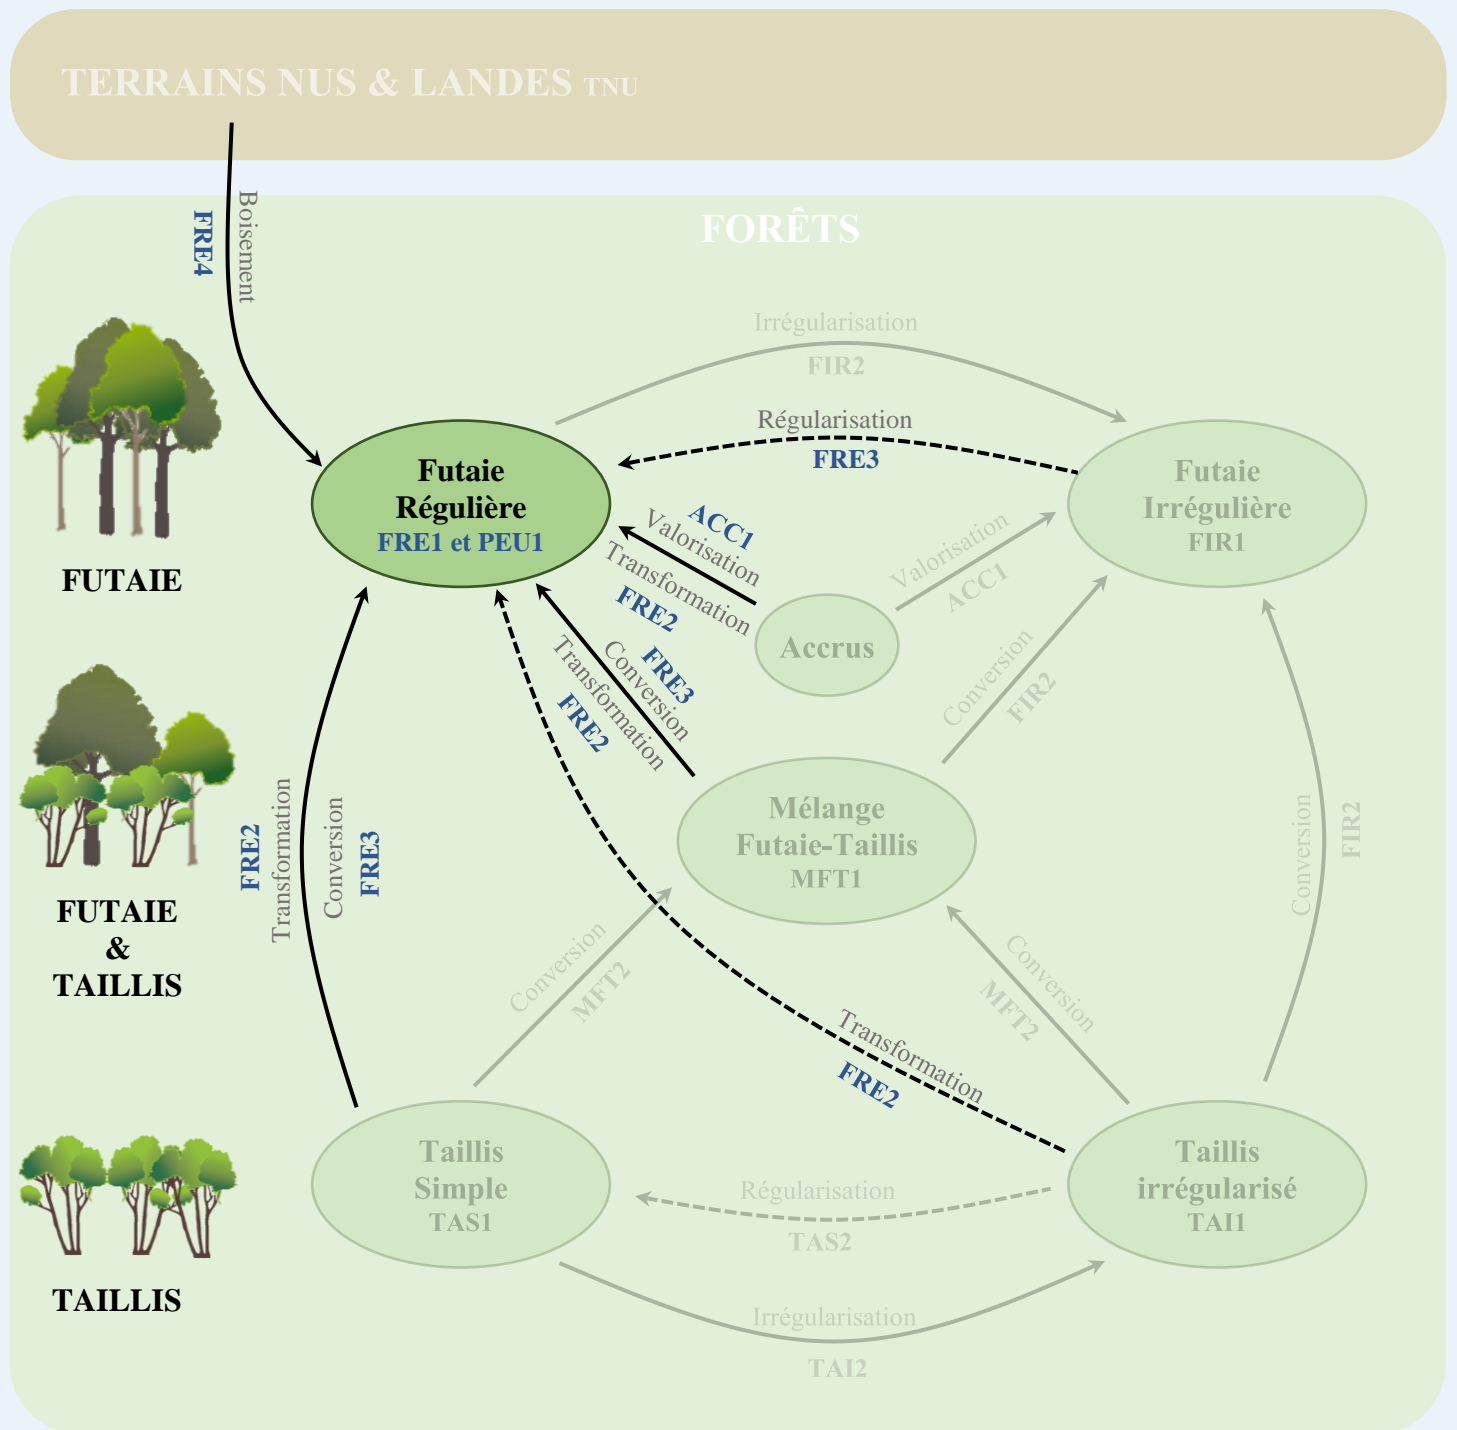 TERRAINS NUS & LANDES TNU
Boisement
FRE4
FORÊTS
Irrégularisation
FIR2
Régularisation
FRE3
Futaie
Régulière
FRE1 et PEU1
Futaie
Irrégulière
FIR1
ACC1
Valorisation
Transformation
FRE2
Valorisation
ACC1
Accrus
FUTAIE
FRE3
Conversion
Transformation
FRE2
Conversion
FIR2
Mélange
Futaie-Taillis
MFT1
FRE2
Transformation
Conversion
FRE3
Conversion
FIR2
FUTAIE
&
TAILLIS
Conversion
MFT2
Conversion
MFT2
Transformation
FRE2
Taillis
Simple
TAS1
Régularisation
TAS2
Taillis
irrégularisé
TAI1
TAILLIS
Irrégularisation
TAI2